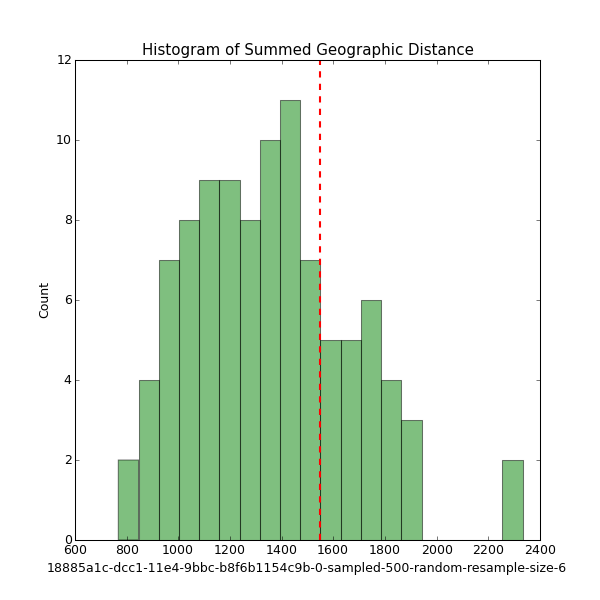 Histogram of Summed Geographic Distance
12
10
8
6
4
2
0
Count
600 800 1000 1200 1400 1600 1800 2000 2200 2400
18885a1c-dcc1-11e4-9bbc-b8f6b1154c9b-0-sampled-500-random-resample-size-6